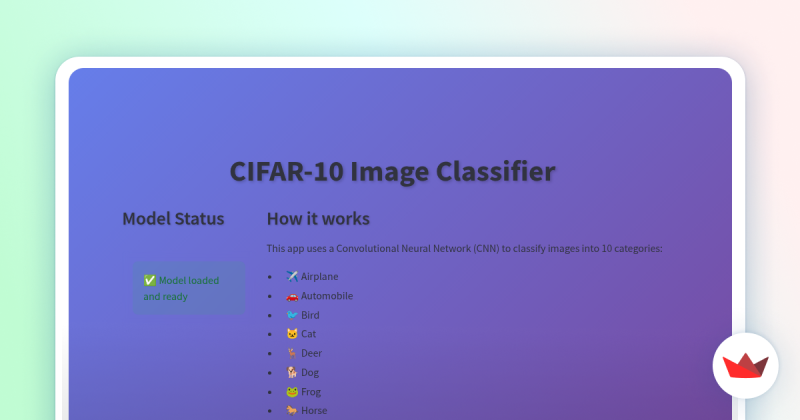 CIFAR-10 Image Classifier
Model Status
✅ Model loaded
and ready
How it works
This app uses a Convolutional Neural Network (CNN) to classify images into 10 categories:
• ✈️ Airplane
• 🚗 Automobile
• 🐦 Bird
• 🐱 Cat
• 🦌 Deer
• 🐕 Dog
• 🐸 Frog
• 🐎 Horse